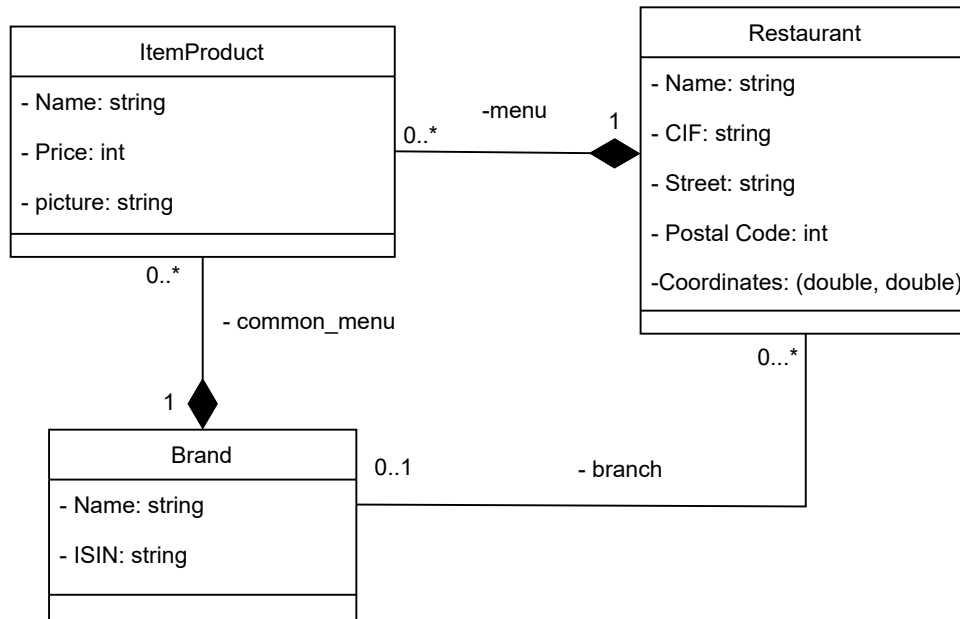 ItemProduct
- Name: string
- Price: int
- picture: string
Restaurant
- Name: string
- CIF: string
- Street: string
- Postal Code: int
-Coordinates: (double, double)
-menu
0..*
1
0..*
- common_menu
1
0...*
Brand
- Name: string
- ISIN: string
0..1
- branch